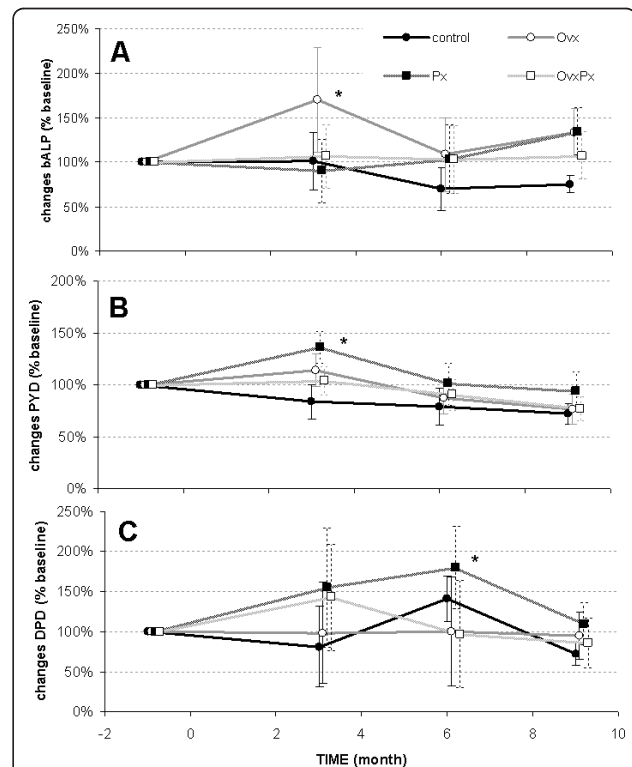 250%
200%
150%
100%
50%
0%
changes bALP (% baseline)
A
control
Ovx
Px
OvxPx
*
200%
150%
100%
50%
0%
changes PYD (% baseline)
B
*
250%
200%
150%
100%
50%
0%
changes DPD (% baseline)
C
*
-2 0 2 4 6 8 10
TIME (month)